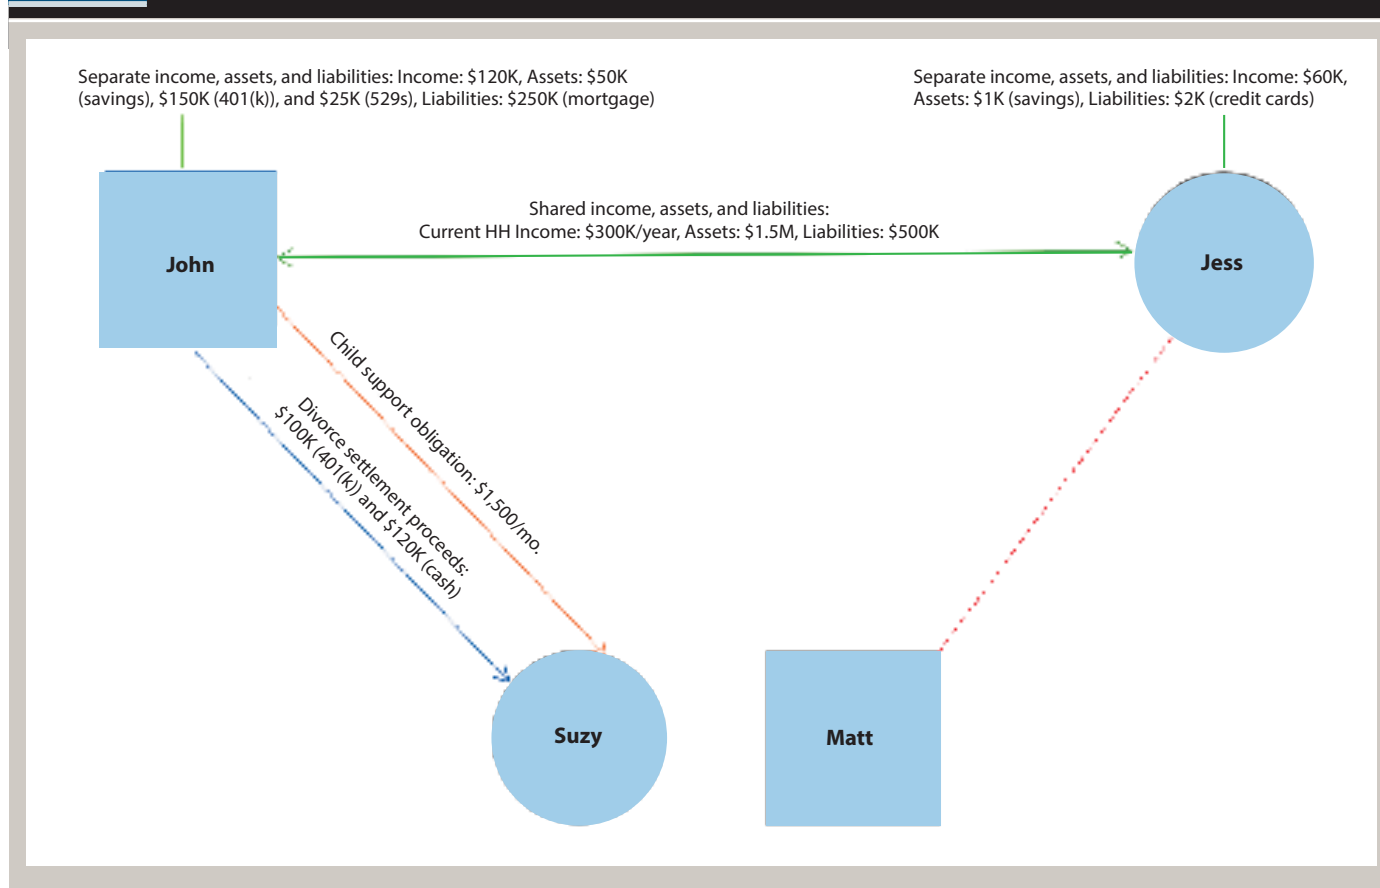 Separate income, assets, and liabilities: Income: $120K, Assets: $50K
(savings), $150K (401(k)), and $25K (529s), Liabilities: $250K (mortgage)
Separate income, assets, and liabilities: Income: $60K,
Assets: $1K (savings), Liabilities: $2K (credit cards)
Shared income, assets, and liabilities:
Current HH Income: $300K/year, Assets: $1.5M, Liabilities: $500K
John
Jess
Child support obligation: $1,500/mo.
Divorce settlement proceeds:
$100K (401(k)) and $120K (cash)
Suzy
Matt